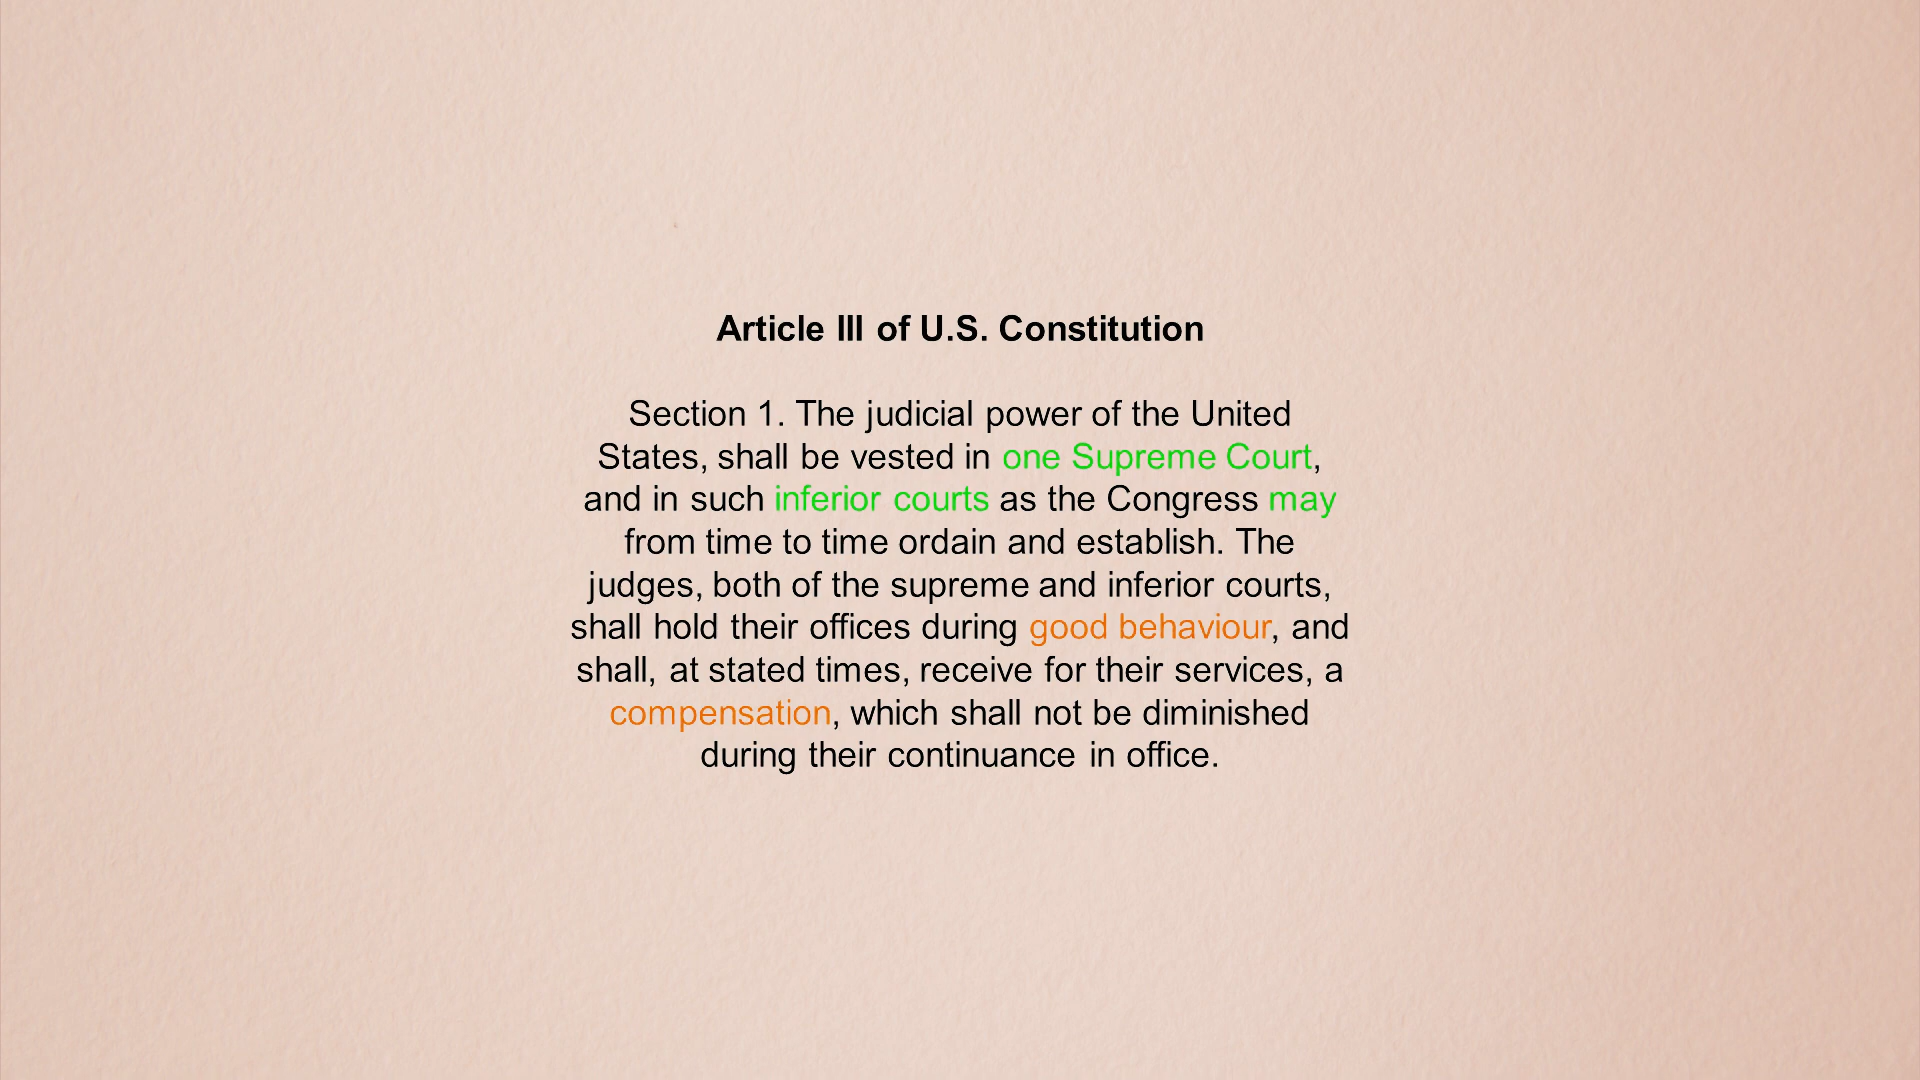 Article III of U.S. Constitution
Section 1. The judicial power of the United
States, shall be vested in one Supreme Court,
and in such inferior courts as the Congress may
from time to time ordain and establish. The
judges, both of the supreme and inferior courts,
shall hold their offices during good behaviour, and
shall, at stated times, receive for their services, a
compensation, which shall not be diminished
during their continuance in office.